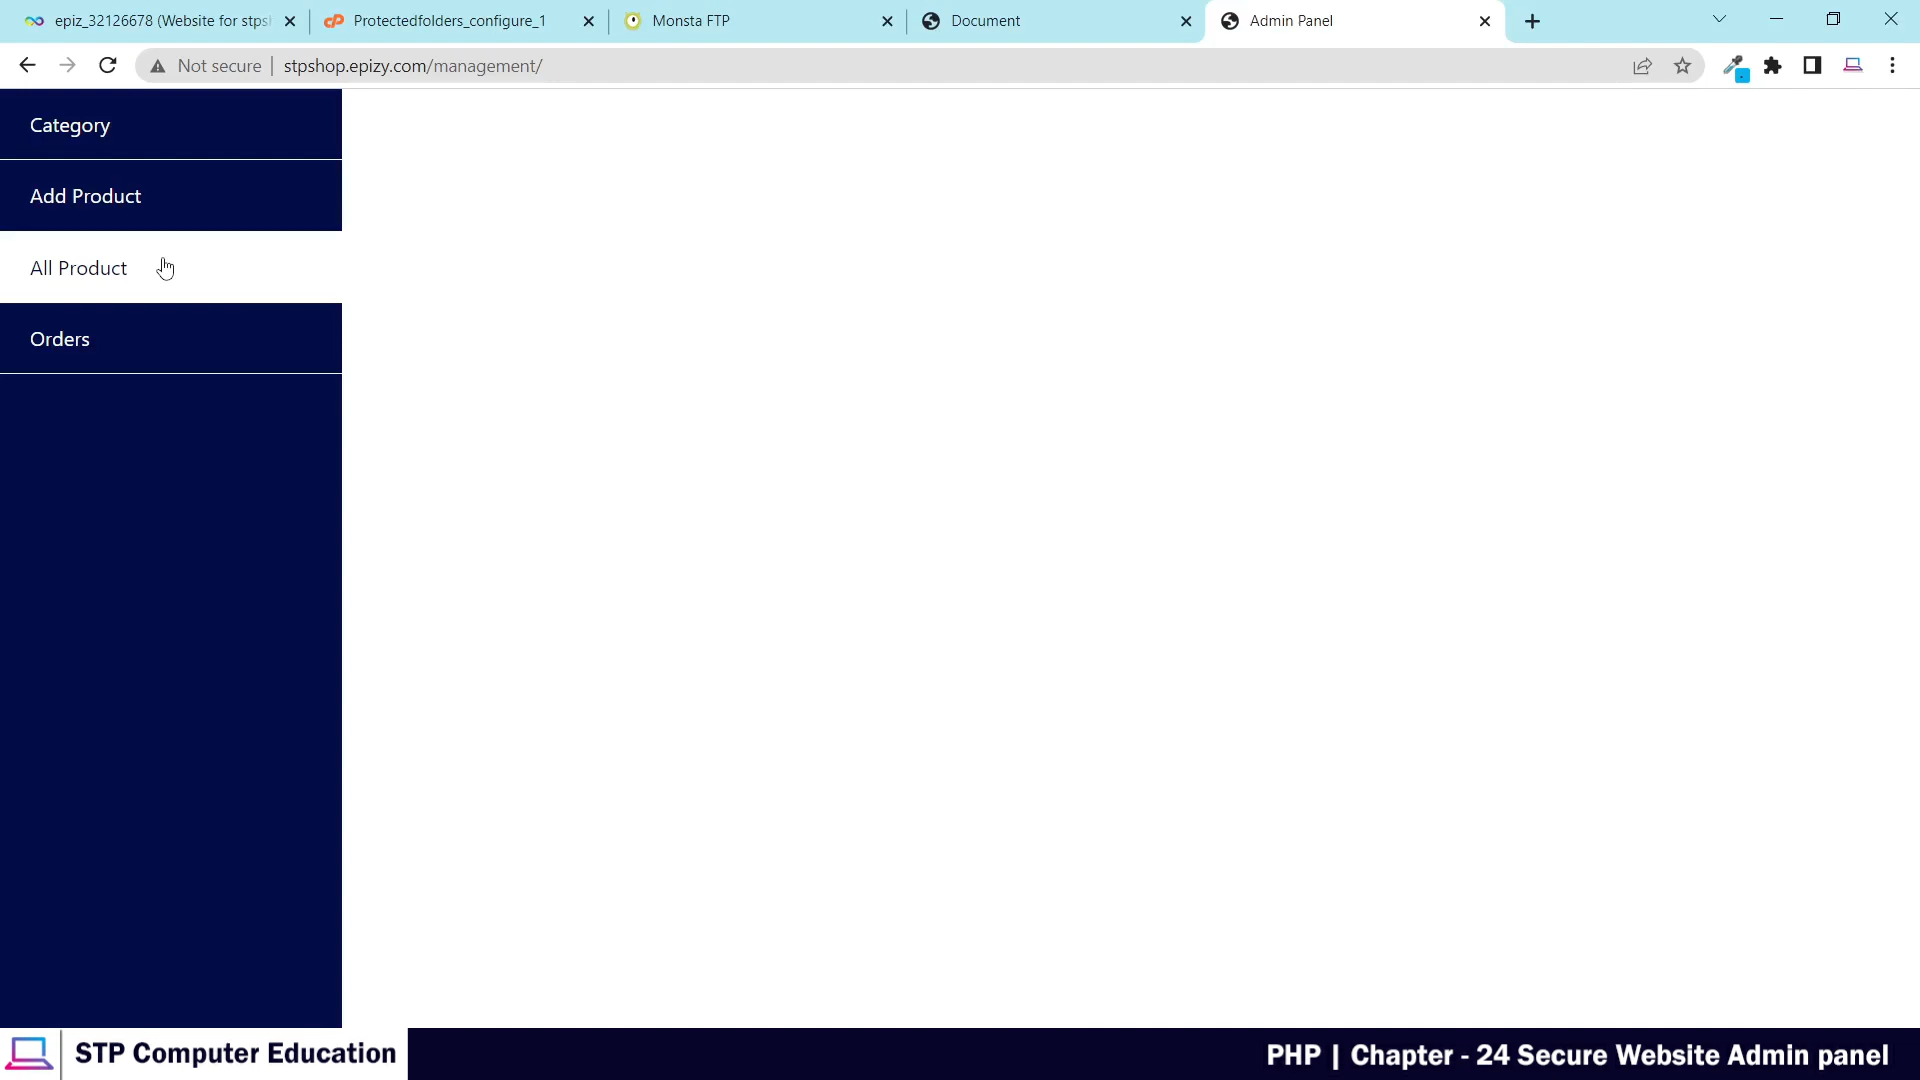 epiz_32126678 (Website for stps
Protectedfolders_configure_1
Monsta FTP
Document
Admin Panel
Not secure
stpshop.epizy.com/management/
Category
Add Product
All Product
Orders
STP Computer Education
PHP | Chapter - 24 Secure Website Admin panel